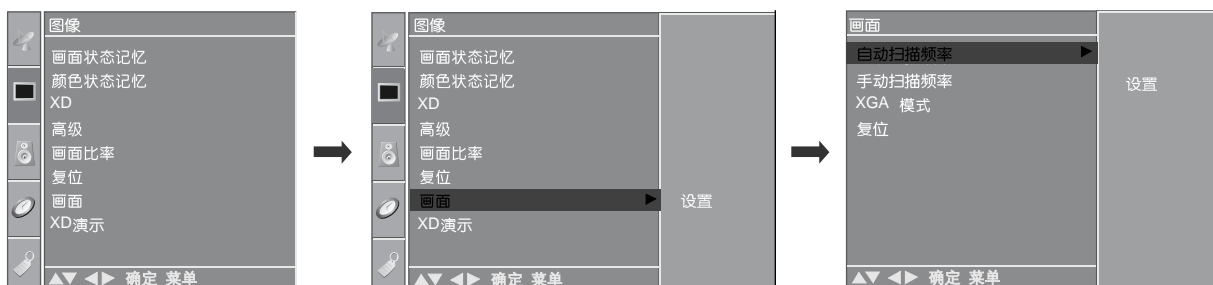 图像
画面状态记忆
颜色状态记忆
XD
高级
画面比率
复位
画面
XD演示
▲▼ ◀▶ 确定 菜单
图像
画面状态记忆
颜色状态记忆
XD
高级
画面比率
复位
画面 ▶ 设置
XD演示
▲▼ ◀▶ 确定 菜单
画面
自动扫描频率 ▶
手动扫描频率
XGA 模式
复位
设置
▲▼ ◀▶ 确定 菜单